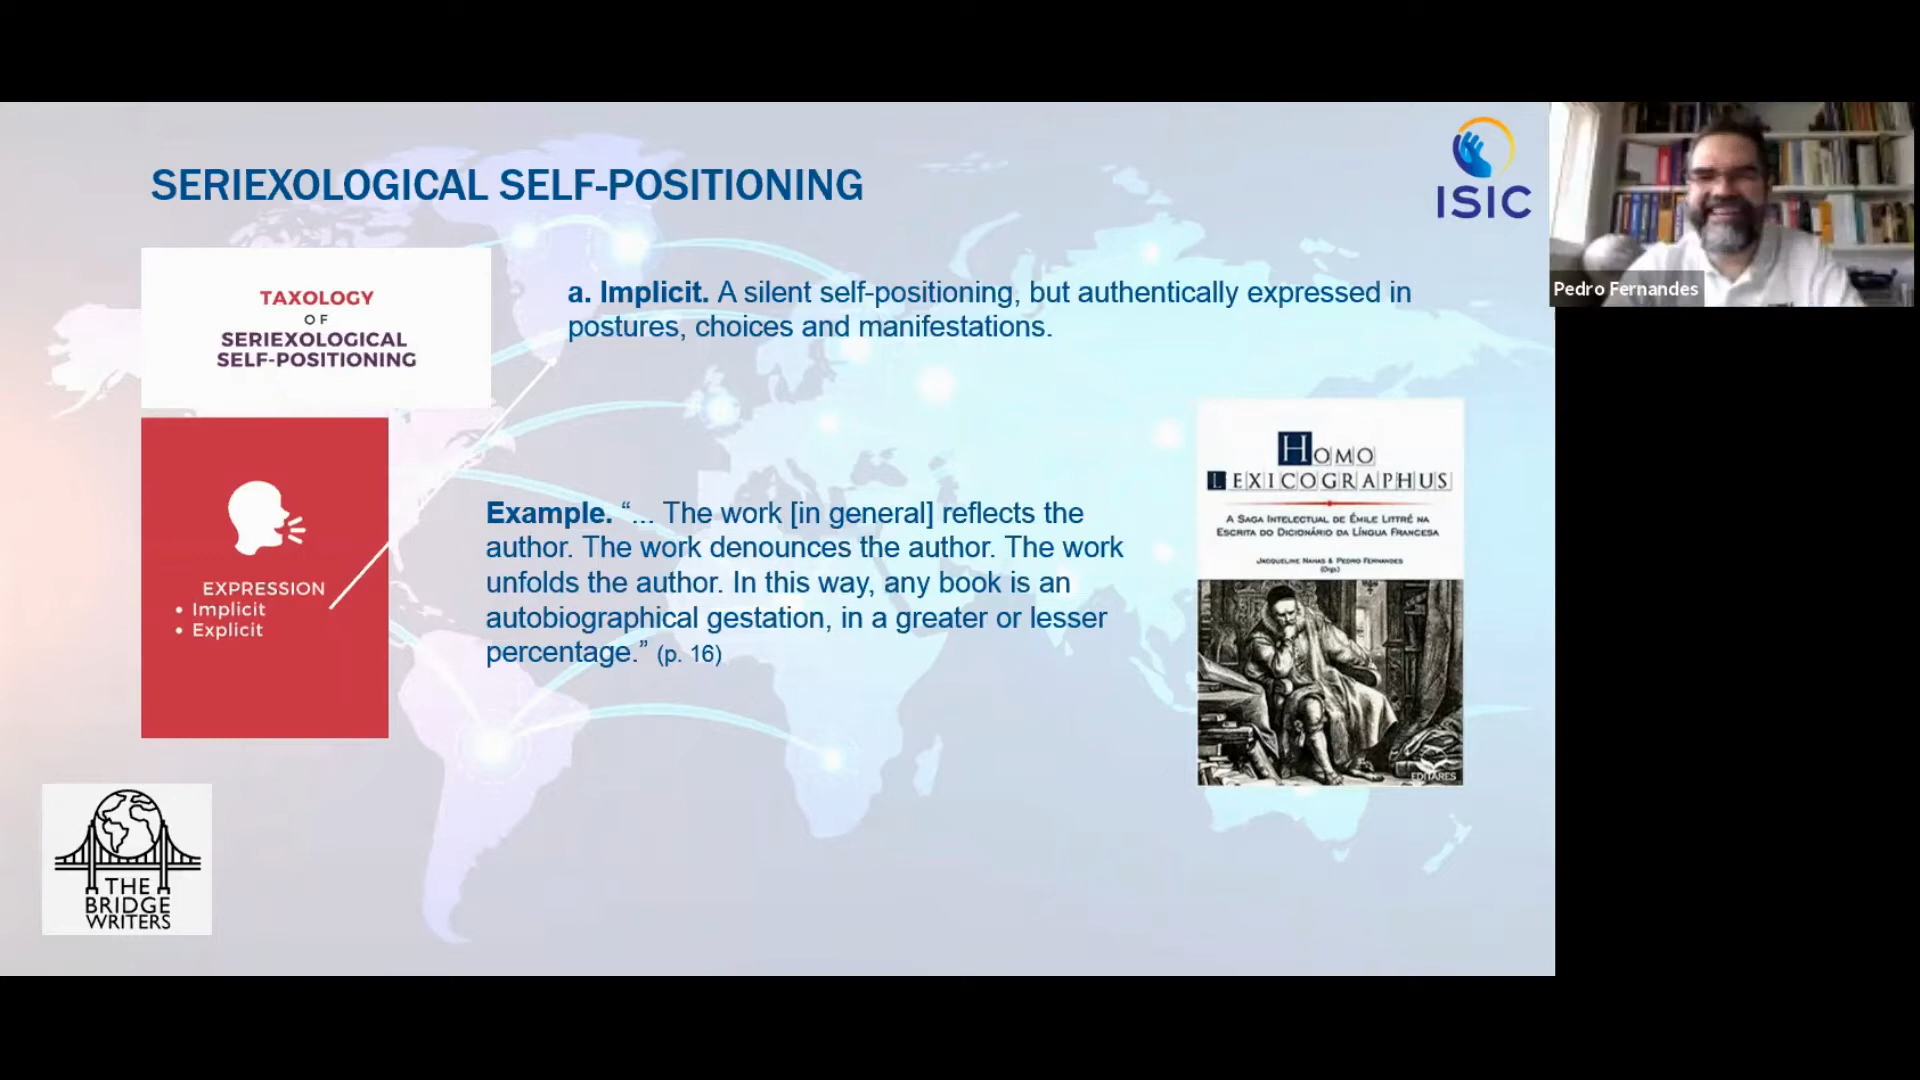 SERIEXOLOGICAL SELF-POSITIONING
ISIC
Pedro Fernandes
TAXOLOGY
OF
SERIEXOLOGICAL
SELF-POSITIONING
a. Implicit. A silent self-positioning, but authentically expressed in
postures, choices and manifestations.
EXPRESSION
• Implicit
• Explicit
Example. “... The work [in general] reflects the
author. The work denounces the author. The work
unfolds the author. In this way, any book is an
autobiographical gestation, in a greater or lesser
percentage.” (p. 16)
HOMO
LEXICOGRAPHUS
A SAGA INTELECTUAL DE ÉMILE LITTRÉ NA
ESCRITA DO DICIONÁRIO DA LÍNGUA FRANCESA
JACQUELINE NAHAS & PEDRO FERNANDES
(Orgs)
EDITARES
THE
BRIDGE
WRITERS